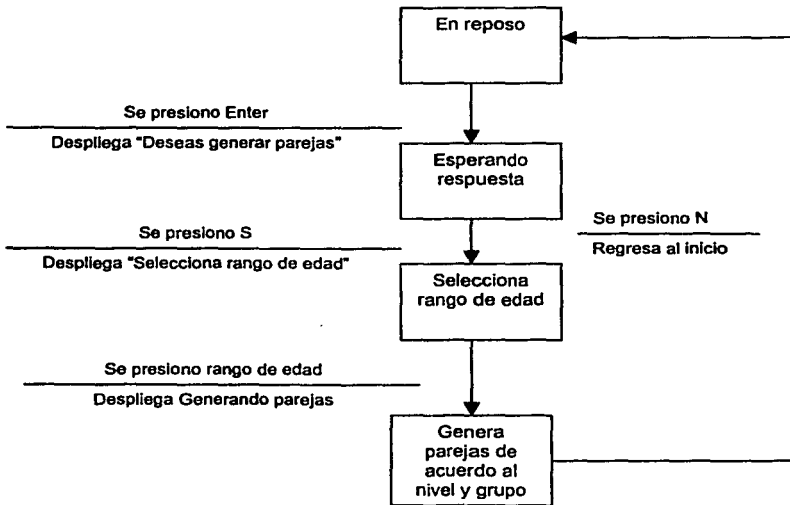 En reposo
Se presiono Enter
Despliega "Deseas generar parejas"
Esperando
respuesta
Se presiono N
Regresa al inicio
Se presiono S
Despliega "Selecciona rango de edad"
Selecciona
rango de edad
Se presiono rango de edad
Despliega Generando parejas
Genera
parejas de
acuerdo al
nivel y grupo